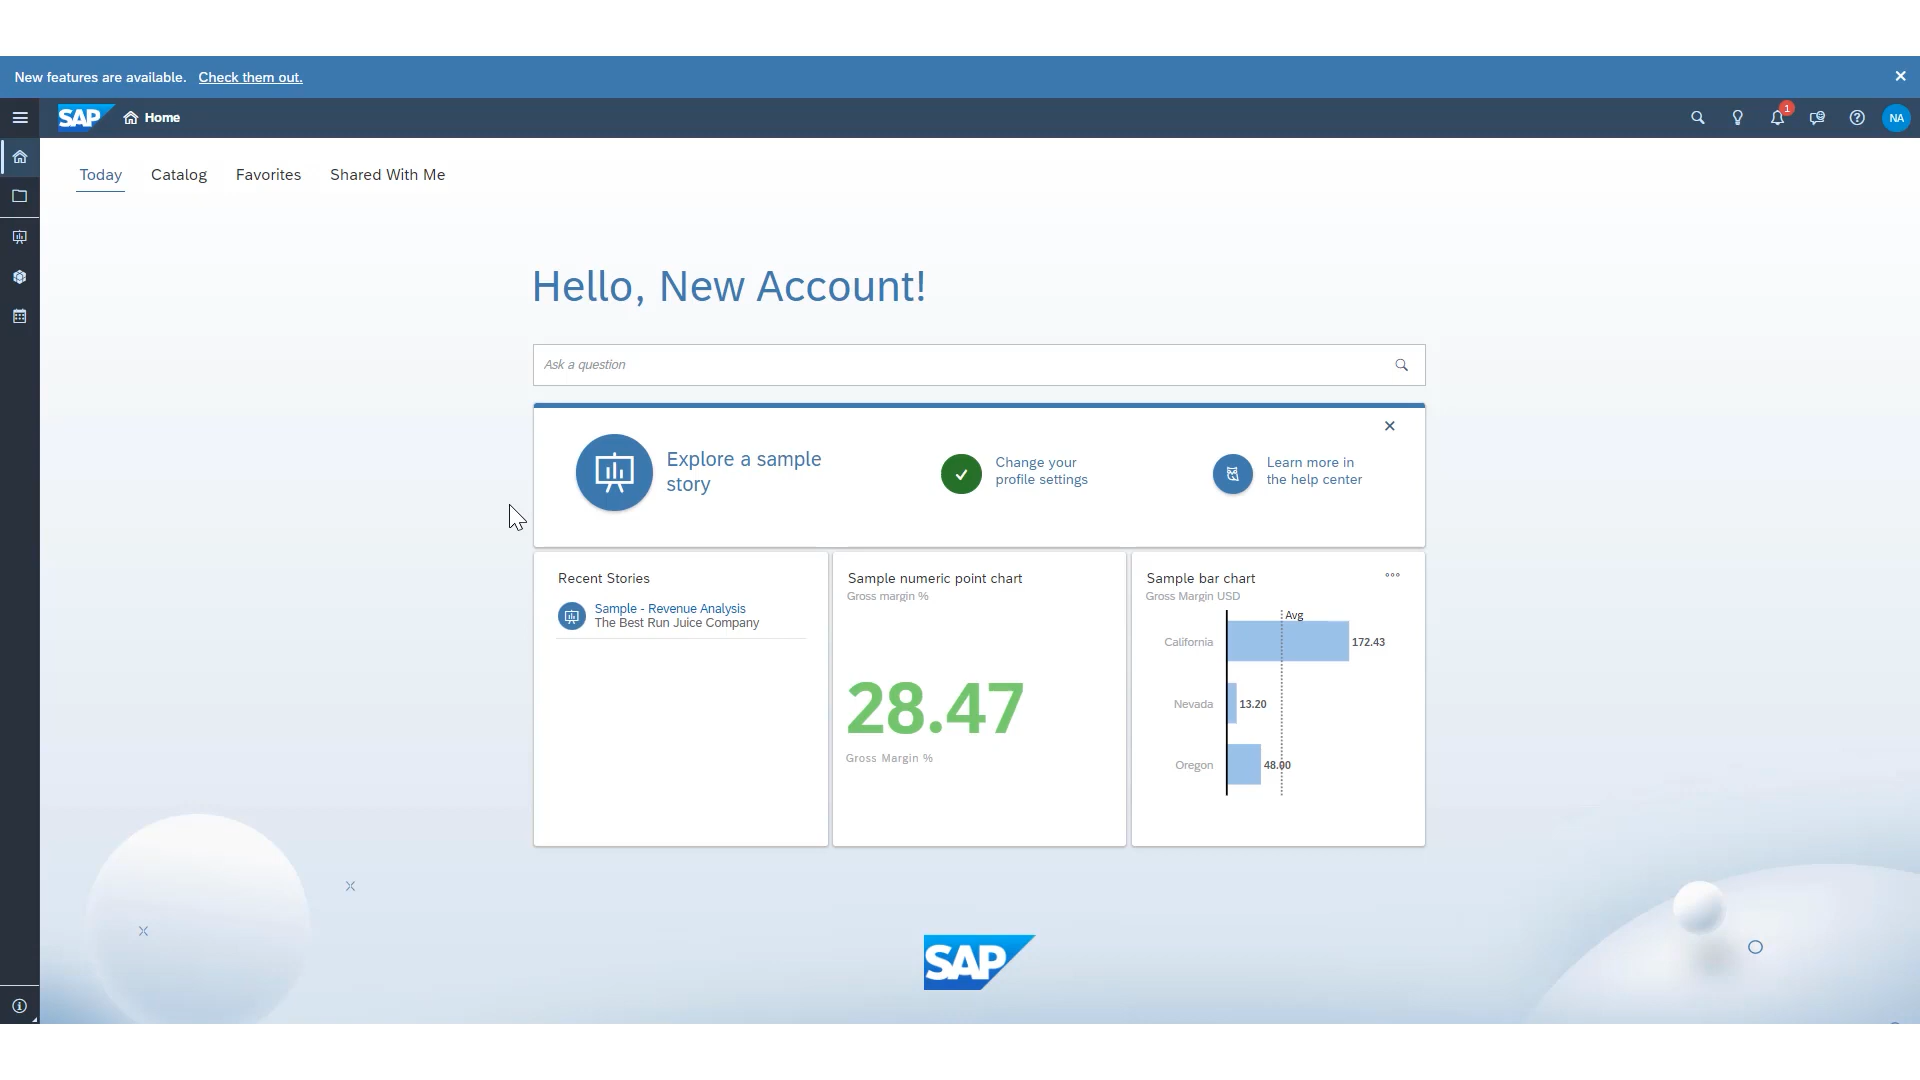 New features are available. Check them out.
SAP Home
1
NA
Today Catalog Favorites Shared With Me
Hello, New Account!
Ask a question
Explore a sample
story
Change your
profile settings
Learn more in
the help center
Recent Stories
Sample - Revenue Analysis
The Best Run Juice Company
Sample numeric point chart
Gross margin %
28.47
Gross Margin %
Sample bar chart
Gross Margin USD
Avg
California 172.43
Nevada 13.20
Oregon 48.00
SAP